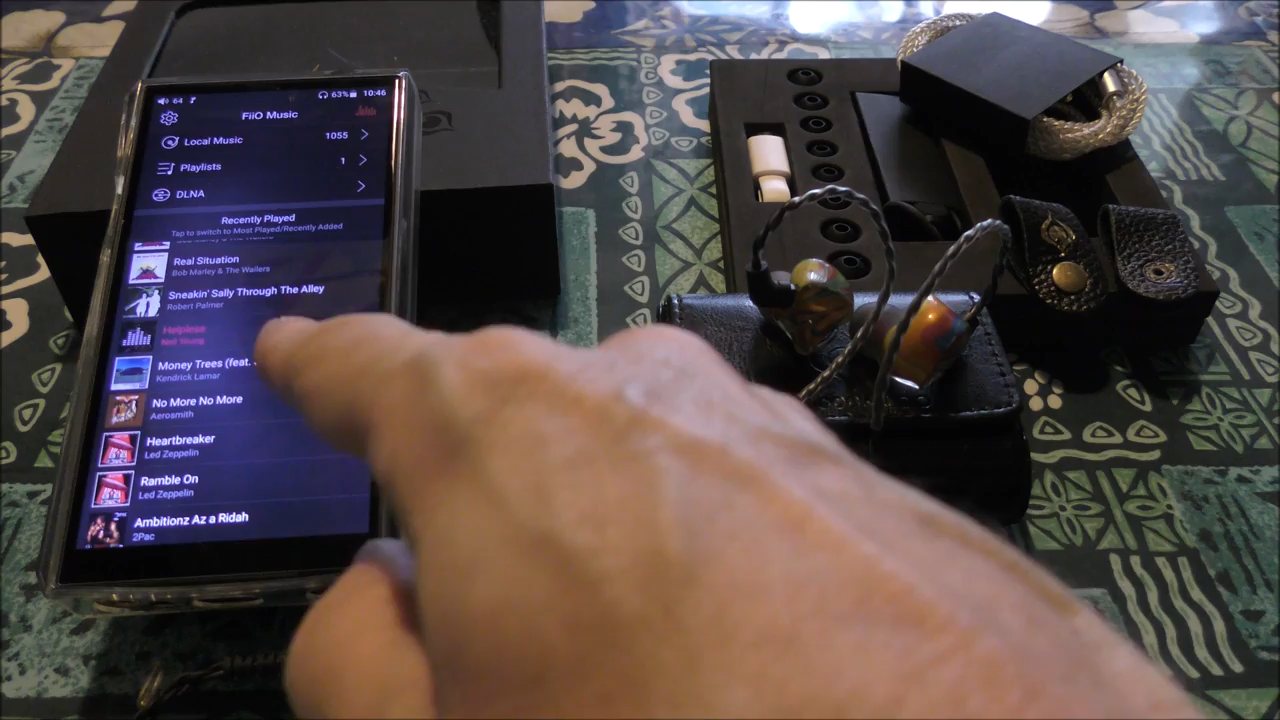 64
63% 10:46
FiiO Music
Local Music 1055
Playlists 1
DLNA
Recently Played
Tap to switch to Most Played/Recently Added
Real Situation
Bob Marley & The Wailers
Sneakin' Sally Through The Alley
Robert Palmer
Helpless
Neil Young
Money Trees (feat.
Kendrick Lamar
No More No More
Aerosmith
Heartbreaker
Led Zeppelin
Ramble On
Led Zeppelin
Ambitionz Az a Ridah
2Pac